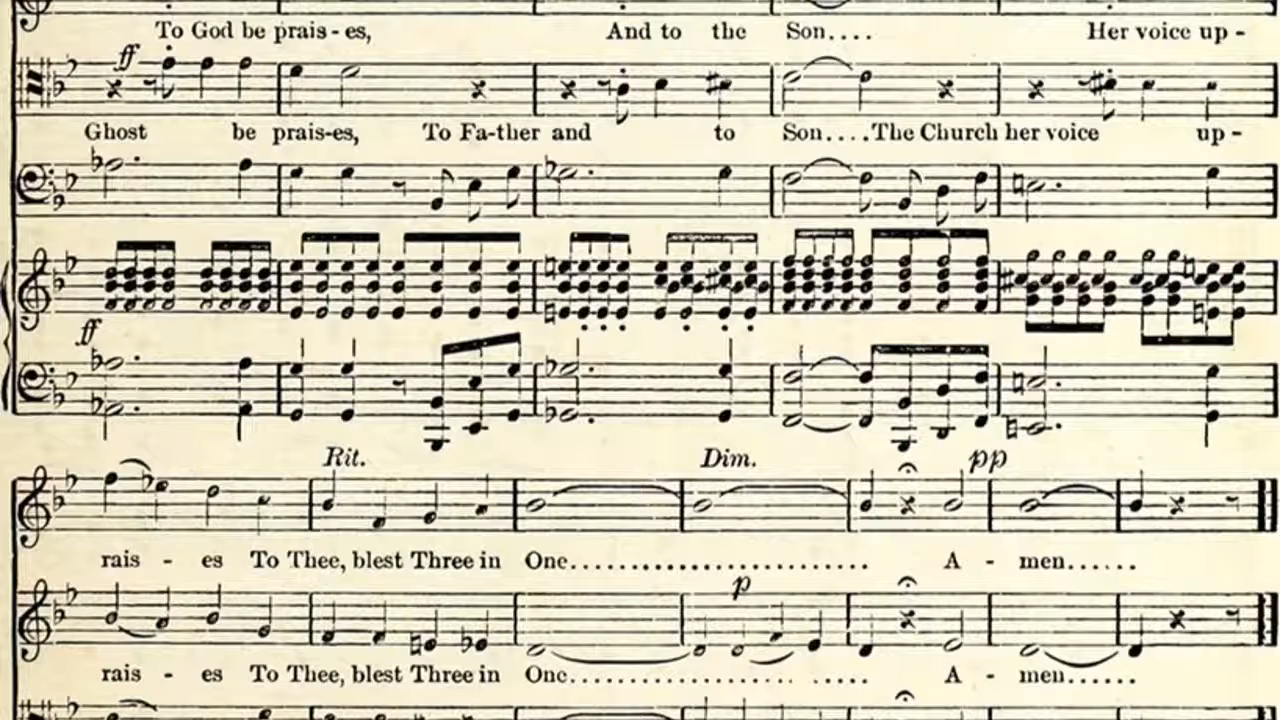 To God be prais - es, And to the Son.... Her voice up -
ff
Ghost be prais-es, To Fa-ther and to Son....The Church her voice up -
ff
Rit. Dim. pp
rais - es To Thee, blest Three in One.............................. A - men......
p
rais - es To Thee, blest Three in One...................... ...... A - men......